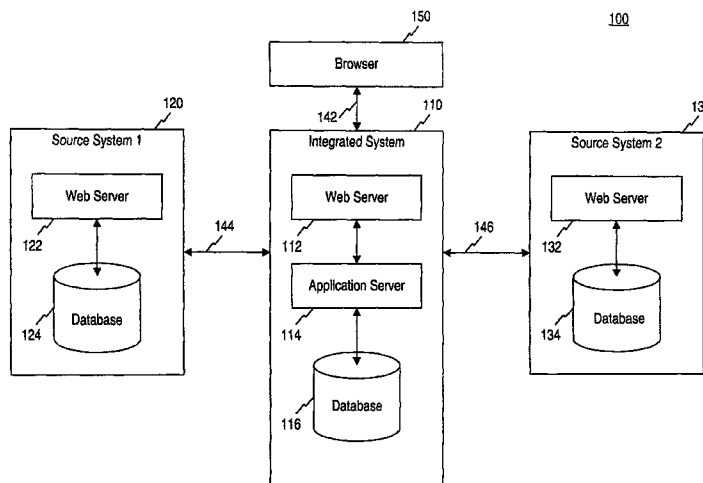 100
150
Browser
142
120
110
13
Source System 1
Integrated System
Source System 2
Web Server
Web Server
Web Server
122
144
112
146
132
Application Server
114
Database
124
Database
134
Database
116